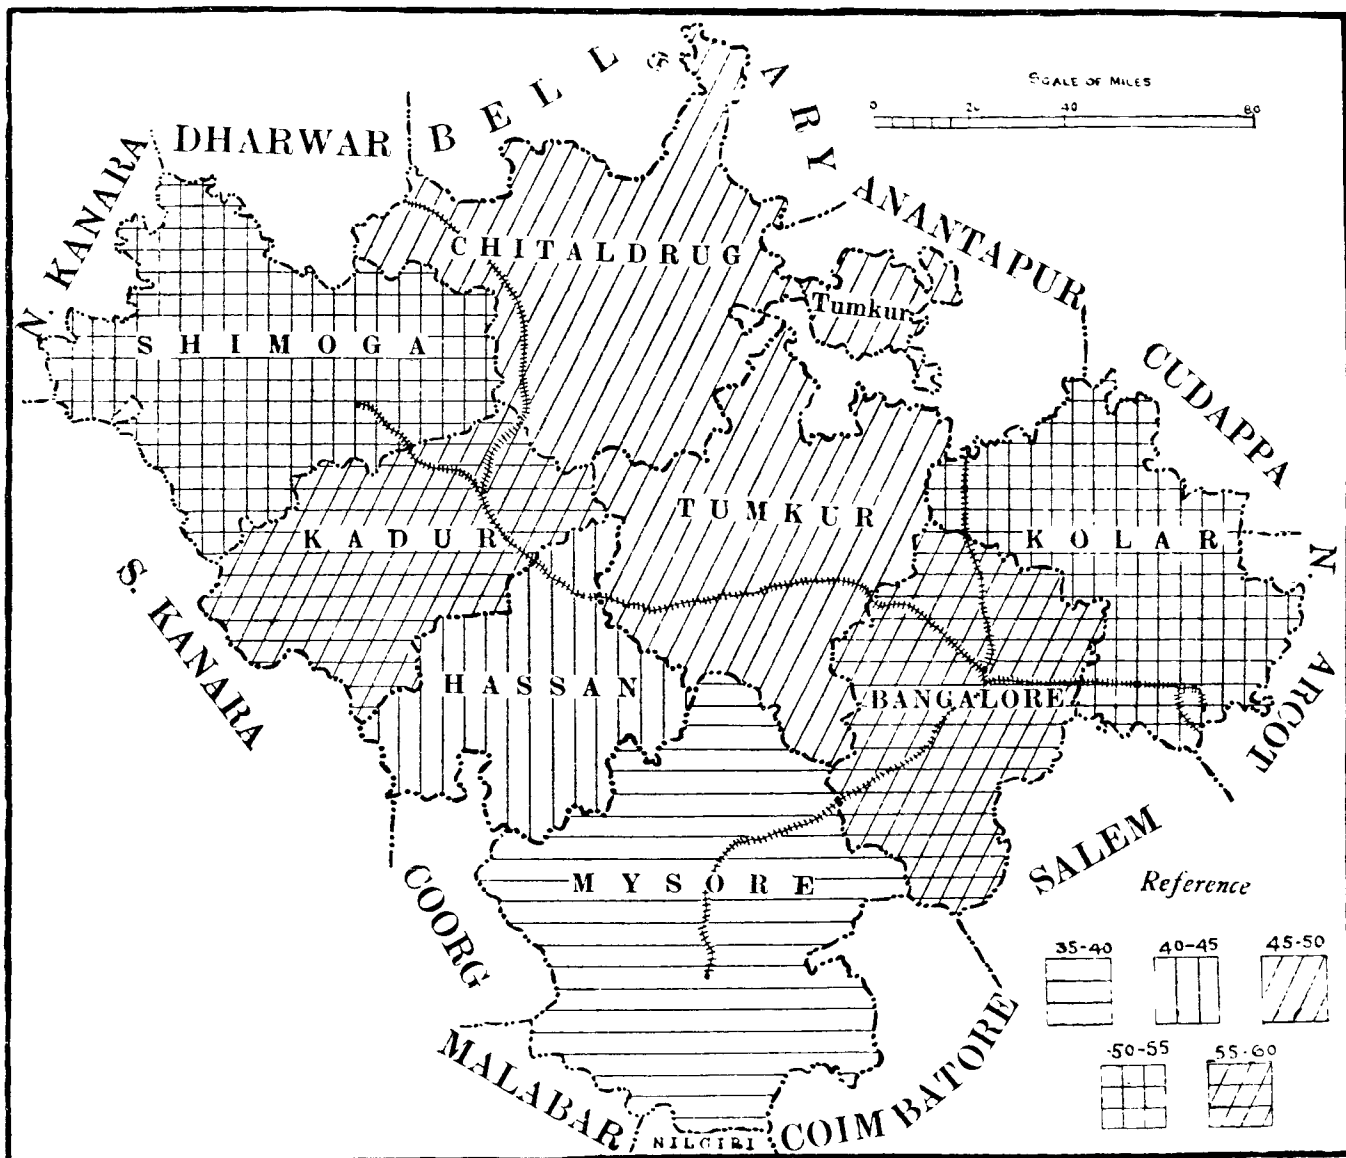 SCALE OF MILES
0 20 40 80
DHARWAR
BELLARY
N. KANARA
ANANTAPUR
CHITALDRUG
Tumkur
SHIMOGA
CUDAPPA
TUMKUR
KADUR
KOLAR
N. ARCOT
S. KANARA
HASSAN
BANGALORE
SALEM
MYSORE
COORG
Reference
35-40 40-45 45-50
50-55 55-60
MALABAR
COIMBATORE
NILGIRI